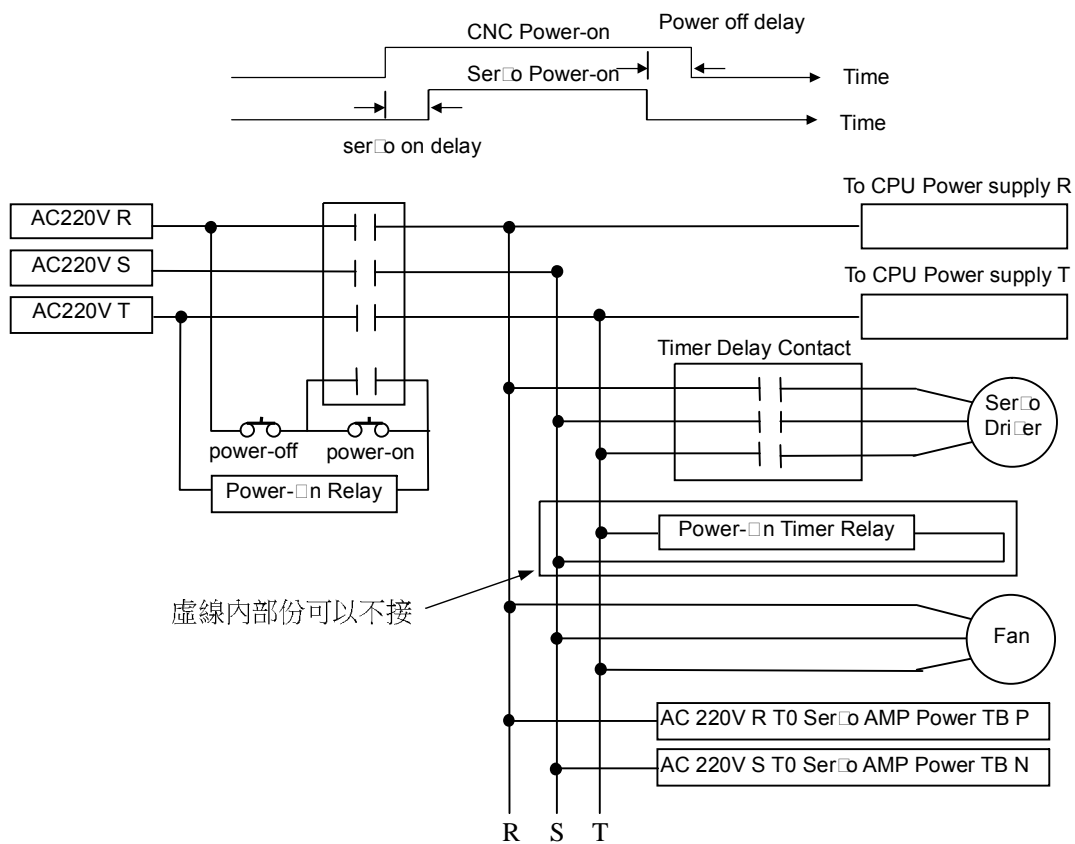 Power off delay
CNC Power-on
Ser□o Power-on
Time
Time
ser□o on delay
To CPU Power supply R
AC220V R
AC220V S
To CPU Power supply T
AC220V T
Timer Delay Contact
Ser□o
Dri□er
power-off
power-on
Power-□n Relay
Power-□n Timer Relay
虛線內部份可以不接
Fan
AC 220V R T0 Ser□o AMP Power TB P
AC 220V S T0 Ser□o AMP Power TB N
R S T